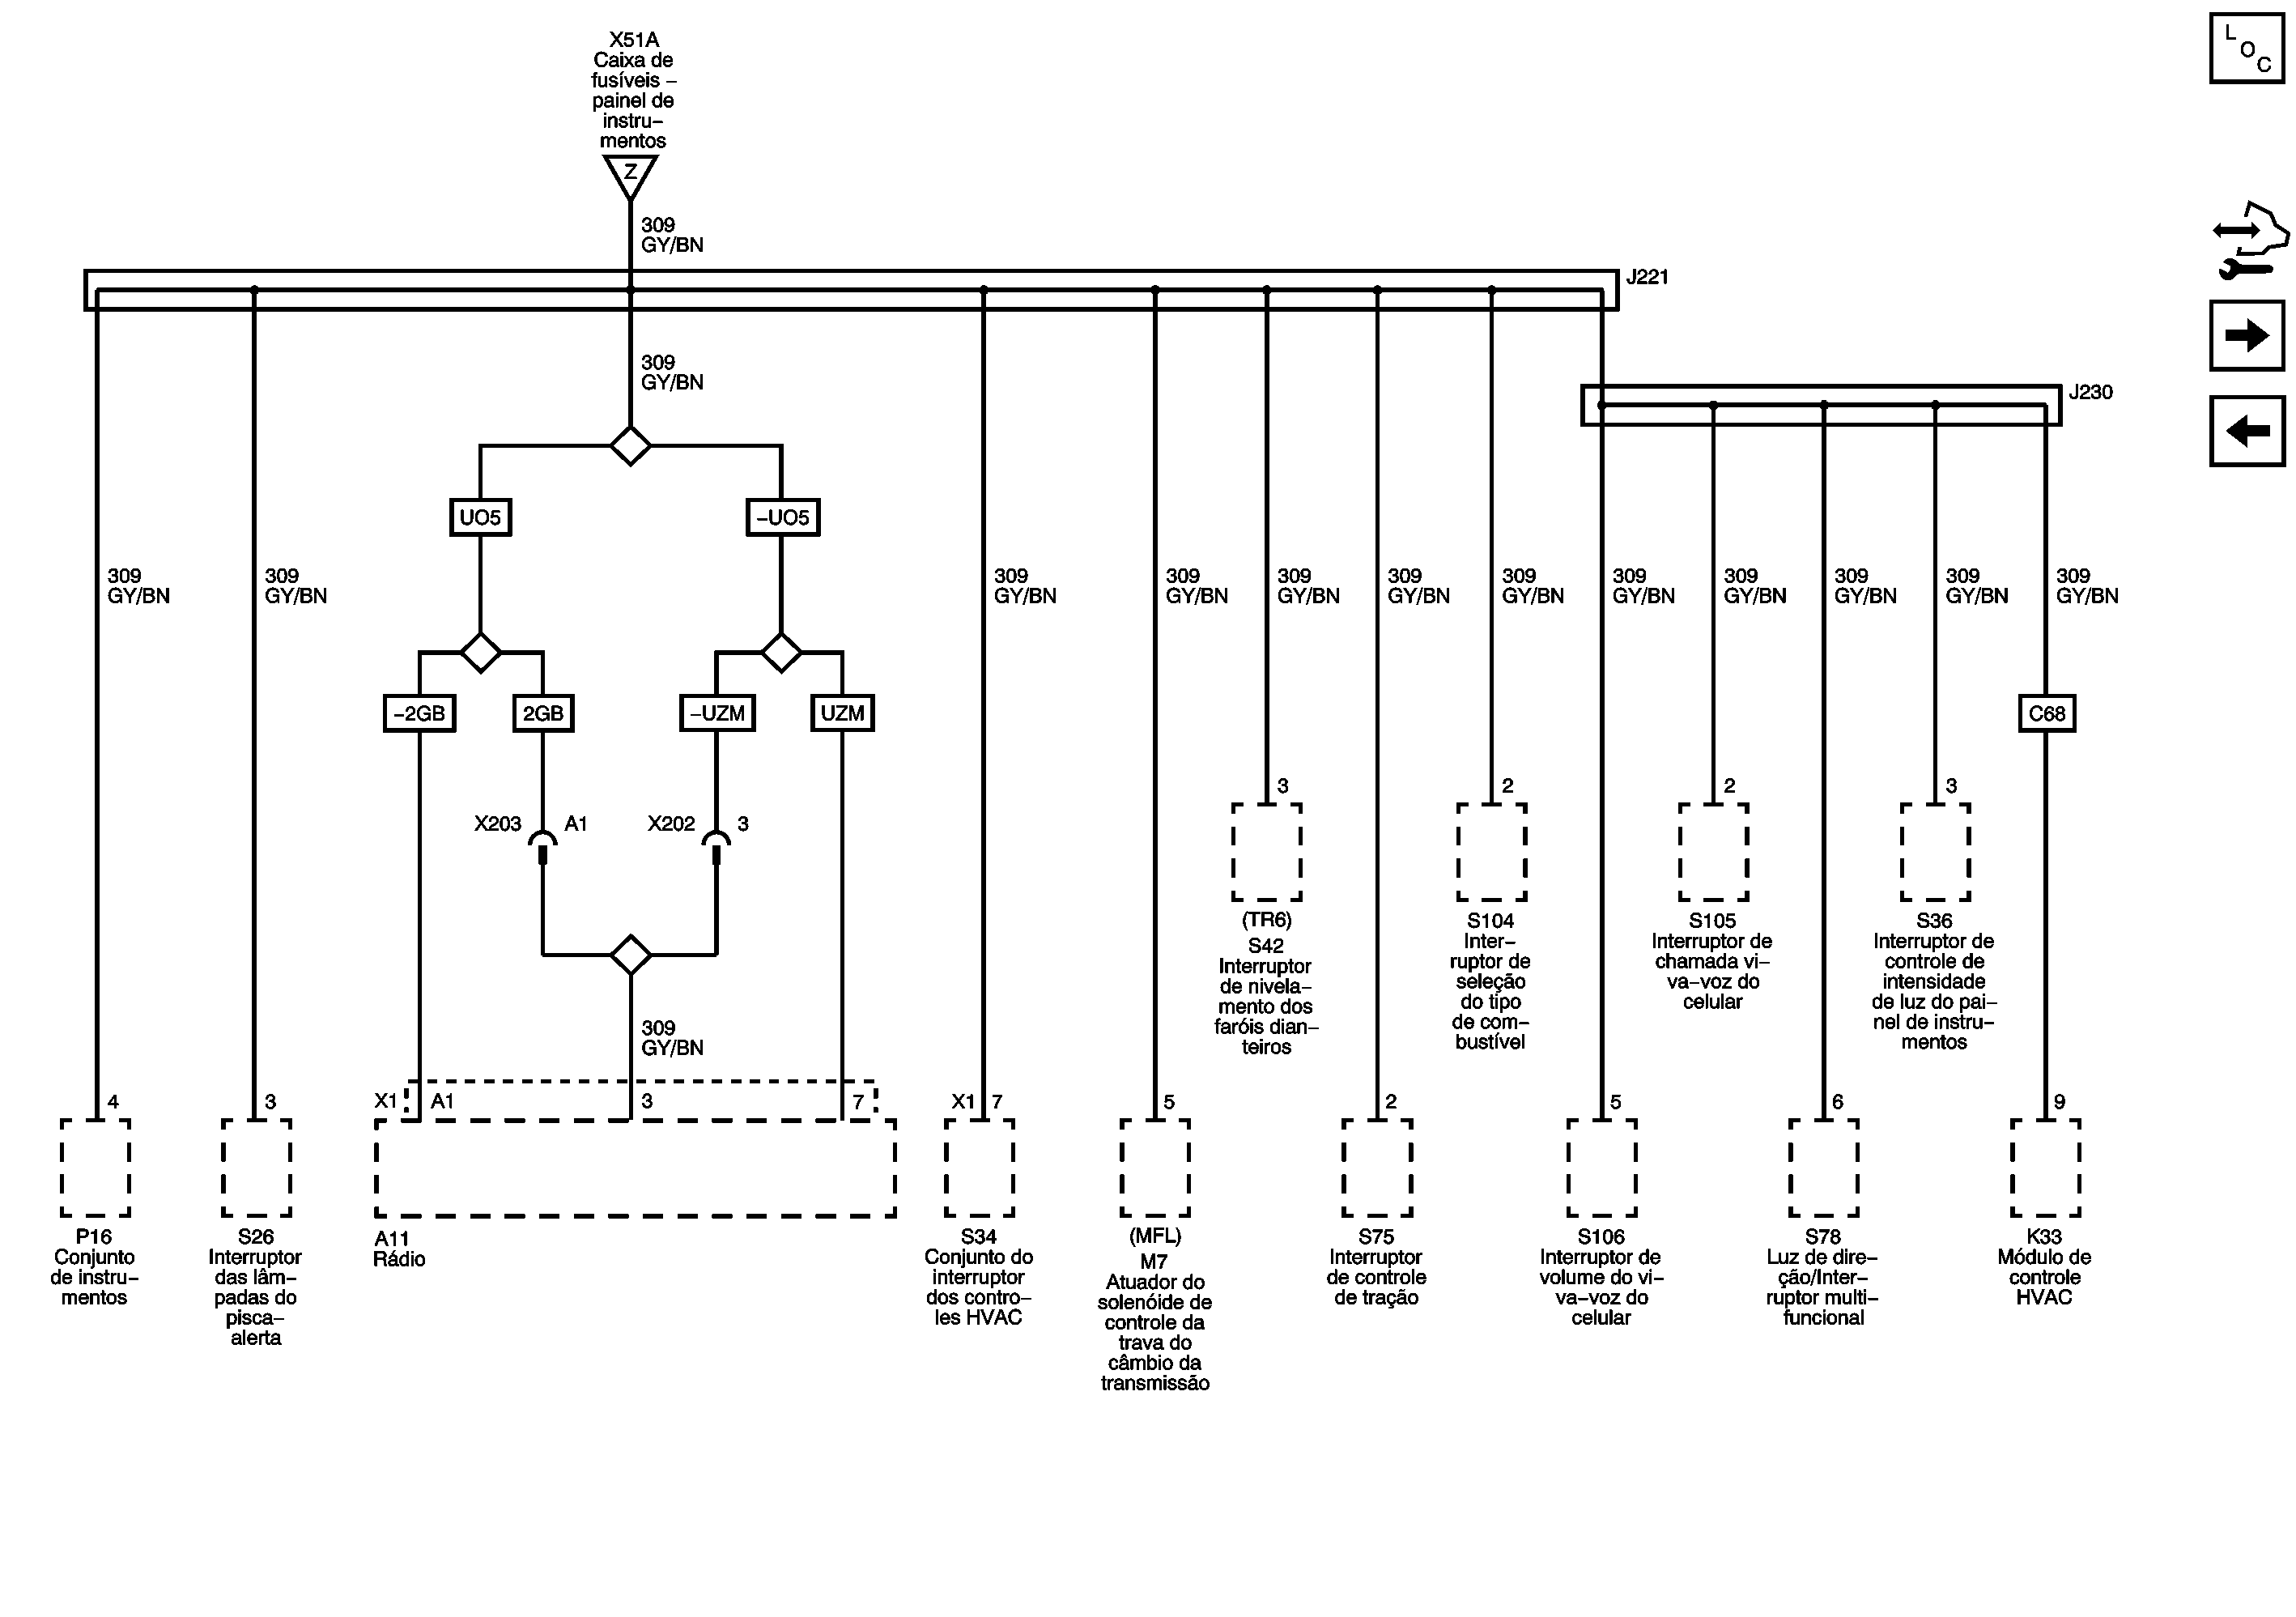 L
O
C
X51A
Caixa de
fusíveis –
painel de
instru–
mentos
Z
309
GY/BN
J221
309
GY/BN
J230
UO5
–UO5
309
GY/BN
309
GY/BN
309
GY/BN
309
GY/BN
309
GY/BN
309
GY/BN
309
GY/BN
309
GY/BN
309
GY/BN
309
GY/BN
309
GY/BN
309
GY/BN
–2GB
2GB
–UZM
UZM
C68
X203
A1
X202
3
3
2
2
3
(TR6)
S42
Interruptor
de nivela–
mento dos
faróis dian–
teiros
S104
Inter–
ruptor de
seleção
do tipo
de com–
bustível
S105
Interruptor de
chamada vi–
va–voz do
celular
S36
Interruptor de
controle de
intensidade
de luz do pai–
nel de instru–
mentos
309
GY/BN
4
3
X1
A1
3
7
X1
7
5
2
5
6
9
P16
Conjunto
de instru–
mentos
S26
Interruptor
das lâm–
padas do
pisca–
alerta
A11
Rádio
S34
Conjunto do
interruptor
dos contro–
les HVAC
(MFL)
M7
Atuador do
solenóide de
controle da
trava do
câmbio da
transmissão
S75
Interruptor
de controle
de tração
S106
Interruptor de
volume do vi–
va–voz do
celular
S78
Luz de dire–
ção/Inter–
ruptor multi–
funcional
K33
Módulo de
controle
HVAC